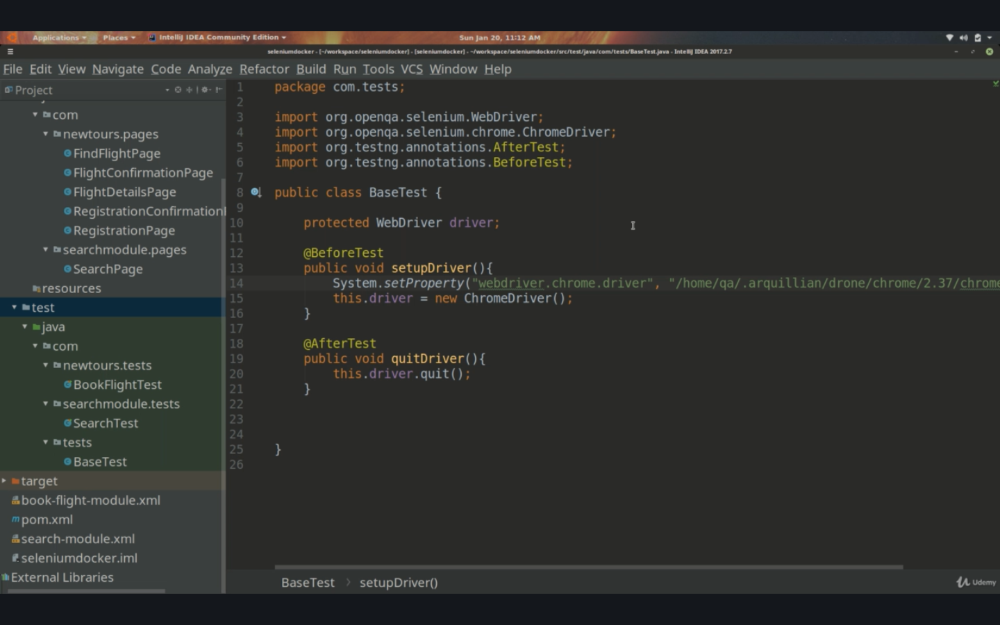 Applications Places IntelliJ IDEA Community Edition Sun Jan 20, 11:12 AM
seleniumdocker - [~/workspace/seleniumdocker] - [seleniumdocker] - ~/workspace/seleniumdocker/src/test/java/com/tests/BaseTest.java - IntelliJ IDEA 2017.2.7
File Edit View Navigate Code Analyze Refactor Build Run Tools VCS Window Help
Project
com
newtours.pages
FindFlightPage
FlightConfirmationPage
FlightDetailsPage
RegistrationConfirmation
RegistrationPage
searchmodule.pages
SearchPage
resources
test
java
com
newtours.tests
BookFlightTest
searchmodule.tests
SearchTest
tests
BaseTest
target
book-flight-module.xml
pom.xml
search-module.xml
seleniumdocker.iml
External Libraries
1 package com.tests;
2
3 import org.openqa.selenium.WebDriver;
4 import org.openqa.selenium.chrome.ChromeDriver;
5 import org.testng.annotations.AfterTest;
6 import org.testng.annotations.BeforeTest;
7
8 public class BaseTest {
9
10 protected WebDriver driver;
11
12 @BeforeTest
13 public void setupDriver(){
14 System.setProperty("webdriver.chrome.driver", "/home/qa/.arquillian/drone/chrome/2.37/chrome
15 this.driver = new ChromeDriver();
16 }
17
18 @AfterTest
19 public void quitDriver(){
20 this.driver.quit();
21 }
22
23
24
25 }
26
BaseTest > setupDriver()
Udemy